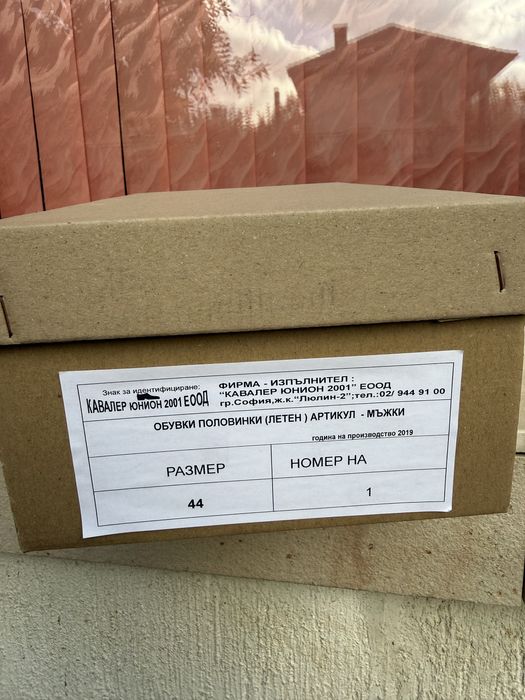 Знак за идентифициране:
КАВАЛЕР ЮНИОН 2001 ЕООД
ФИРМА - ИЗПЪЛНИТЕЛ :
"КАВАЛЕР ЮНИОН 2001" ЕООД
гр.София,ж.к."Люлин-2";тел.:02/ 944 91 00
ОБУВКИ ПОЛОВИНКИ (ЛЕТЕН ) АРТИКУЛ - МЪЖКИ
година на производство 2019
РАЗМЕР
НОМЕР НА
44
1